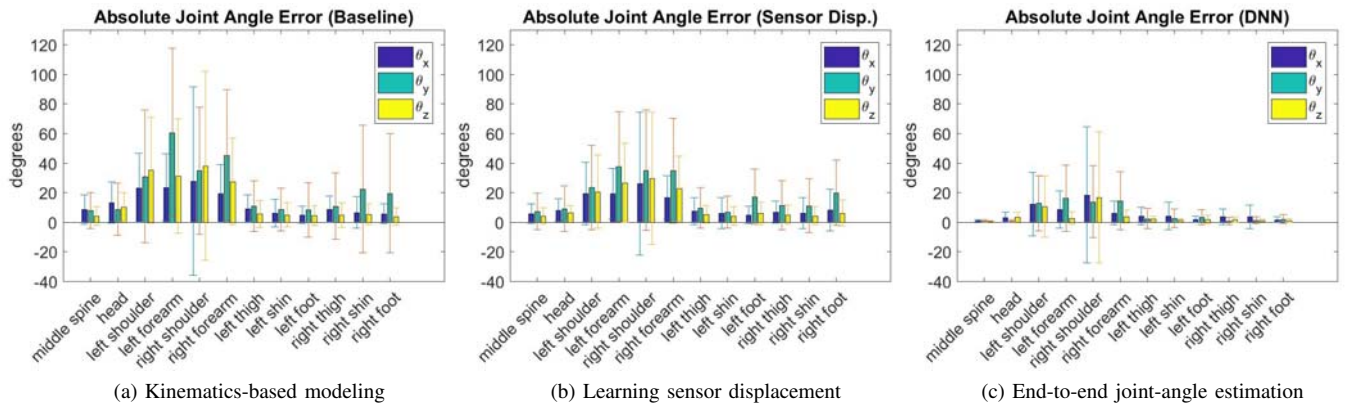 Absolute Joint Angle Error (Baseline)
degrees
120
100
80
60
40
20
0
-20
-40
θx
θy
θz
middle spine
head
left shoulder
left forearm
right shoulder
right forearm
left thigh
left shin
left foot
right thigh
right shin
right foot
(a) Kinematics-based modeling
Absolute Joint Angle Error (Sensor Disp.)
degrees
120
100
80
60
40
20
0
-20
-40
θx
θy
θz
middle spine
head
left shoulder
left forearm
right shoulder
right forearm
left thigh
left shin
left foot
right thigh
right shin
right foot
(b) Learning sensor displacement
Absolute Joint Angle Error (DNN)
degrees
120
100
80
60
40
20
0
-20
-40
θx
θy
θz
middle spine
head
left shoulder
left forearm
right shoulder
right forearm
left thigh
left shin
left foot
right thigh
right shin
right foot
(c) End-to-end joint-angle estimation